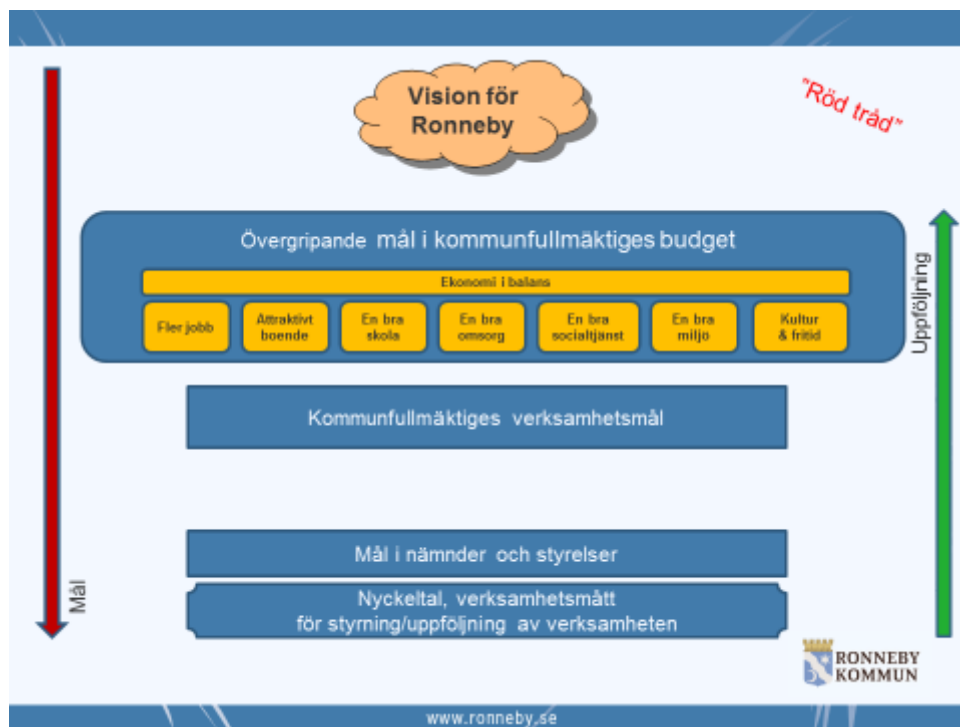 Vision för
Ronneby
"Röd tråd"
Övergripande mål i kommunfullmäktiges budget
Ekonomi i balans
Fler jobb
Attraktivt
boende
En bra
skola
En bra
omsorg
En bra
socialtjänst
En bra
miljo
Kultur
& fritid
Uppföljning
Kommunfullmäktiges verksamhetsmål
Mål i nämnder och styrelser
Mål
Nyckeltal, verksamhetsmått
för styrning/uppföljning av verksamheten
RONNEBY
KOMMUN
www.ronneby.se